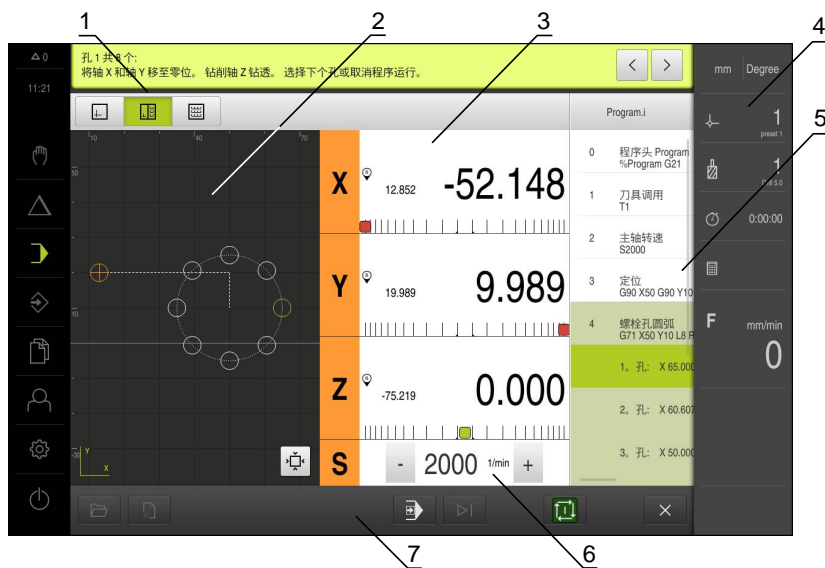 1
2
3
4
5
6
7
0
11:21
孔 1 共 8 个:
将轴 X 和轴 Y 移至零位。 钻削轴 Z 钻透。 选择下个孔或取消程序运行。
mm Degree
Program.i
1
preset 1
1
0:00:00
F mm/min
0
10 40 70
50
10
Y
X
X R 12.852 -52.148
Y R 19.989 9.989
Z R -75.219 0.000
S - 2000 1/min +
0 程序头 Program
%Program G21
1 刀具调用
T1
2 主轴转速
S2000
3 定位
G90 X50 G90 Y10
4 螺栓孔圆弧
G71 X50 Y10 L8 R
1。孔: X 65.000
2。孔: X 60.607
3。孔: X 50.000